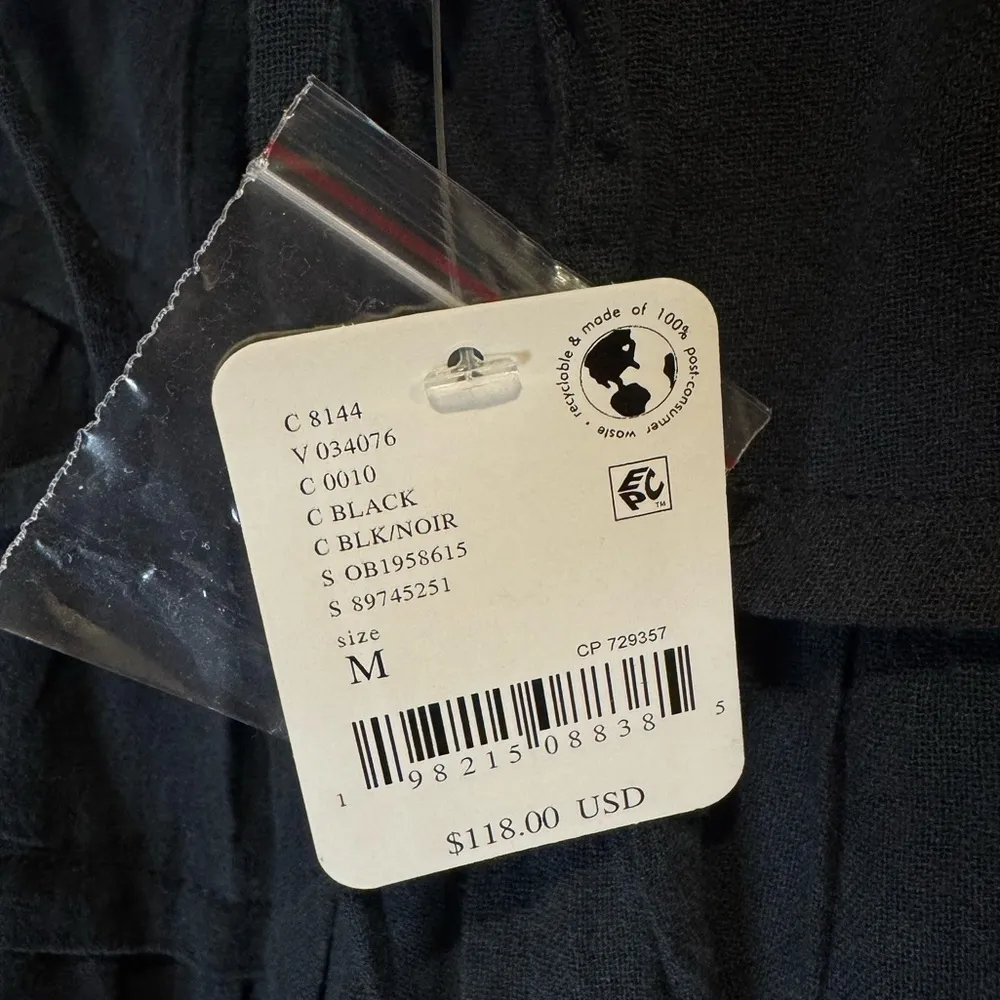 recyclable & made of 100% post-consumer waste •
EPC™
C 8144
V 034076
C 0010
C BLACK
C BLK/NOIR
S OB1958615
S 89745251
size
M
CP 729357
1 98215 08838 5
$118.00 USD